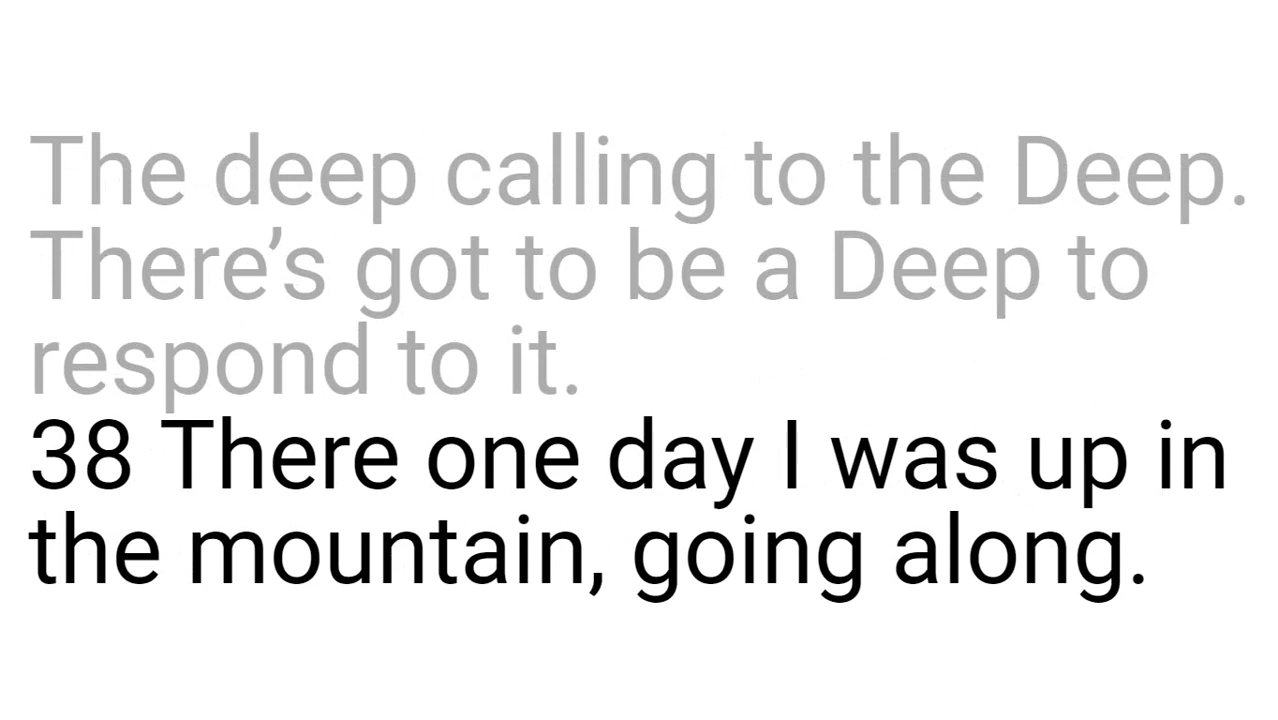 The deep calling to the Deep.
There’s got to be a Deep to
respond to it.
38 There one day I was up in
the mountain, going along.